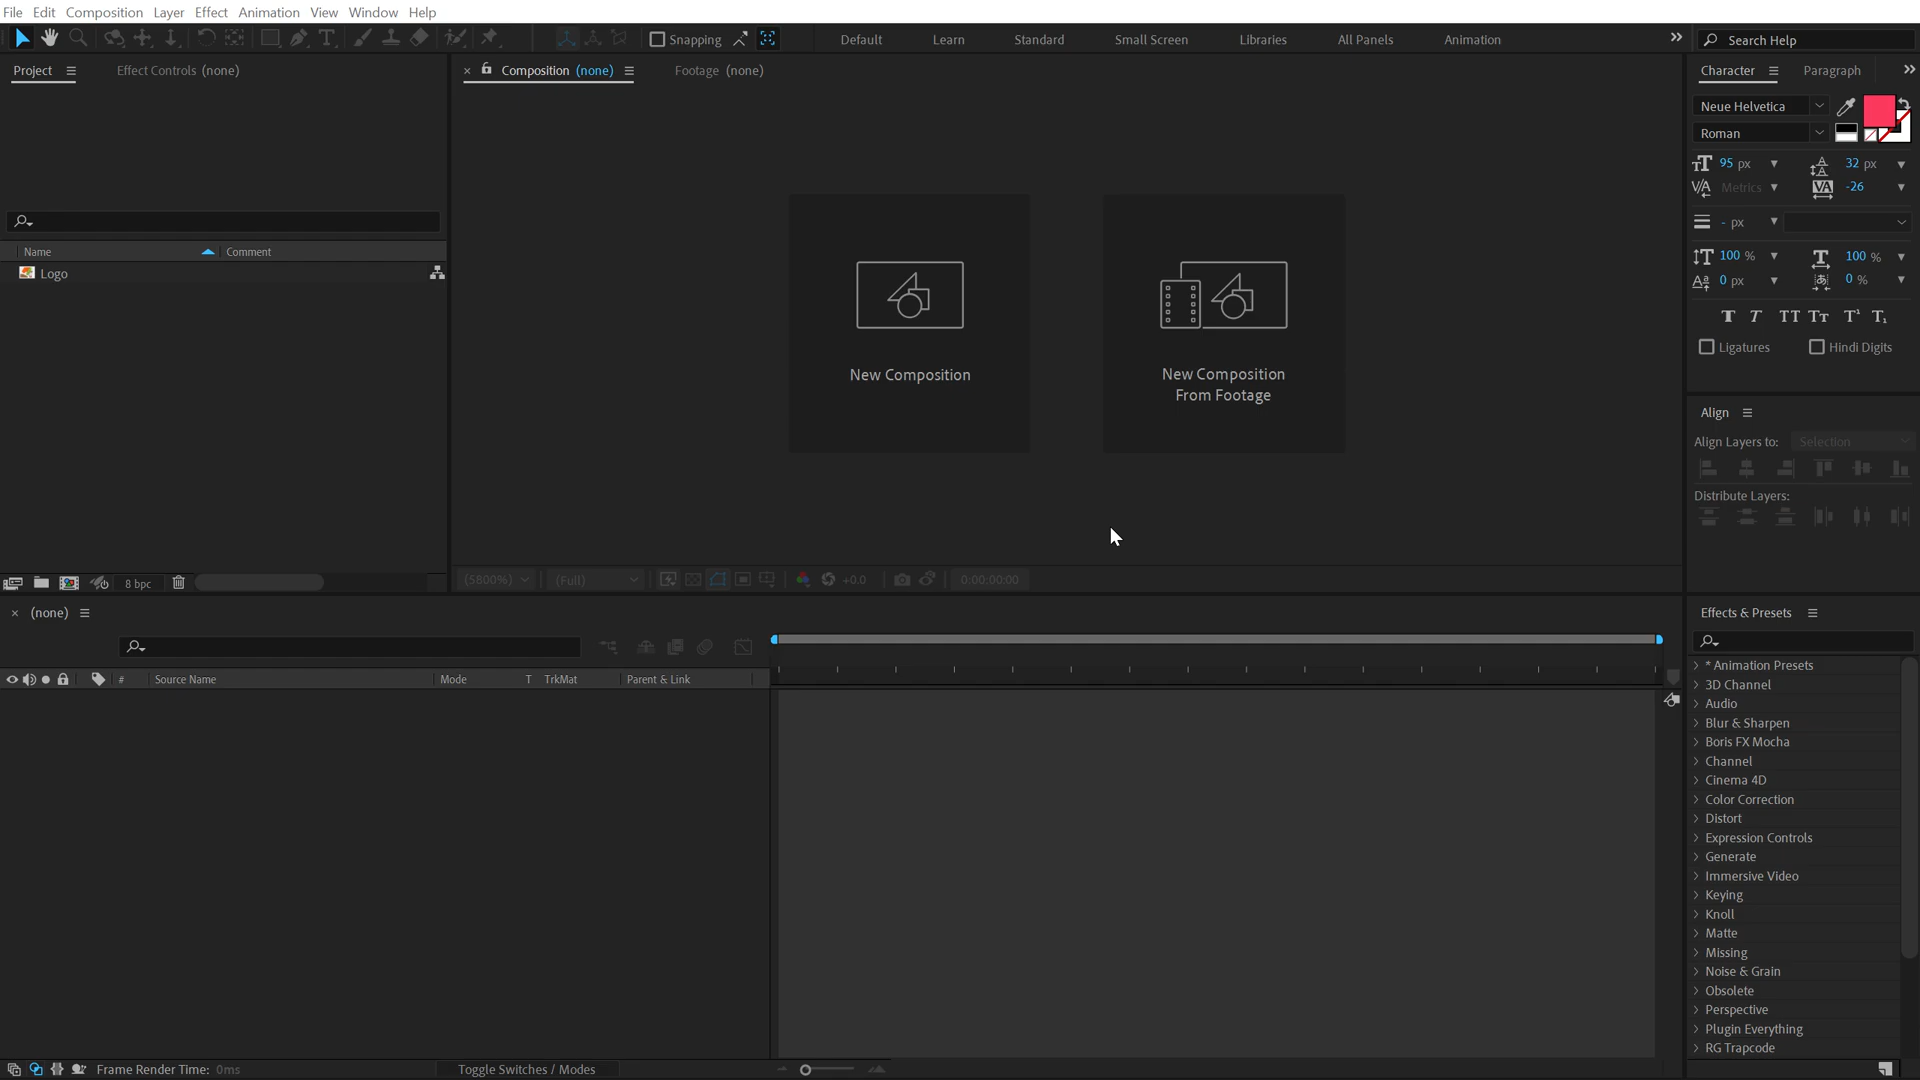 File Edit Composition Layer Effect Animation View Window Help
Snapping Default Learn Standard Small Screen Libraries All Panels Animation Search Help
Project Effect Controls (none) Composition (none) Footage (none) Character Paragraph
Neue Helvetica
Roman
95 px 32 px
Metrics -26
- px
Name Comment
100 % 100 %
Logo
0 px 0 %
Ligatures Hindi Digits
New Composition
New Composition
From Footage
Align
Align Layers to: Selection
Distribute Layers:
8 bpc (5800%) (Full) +0.0 0:00:00:00
(none)
Effects & Presets
# Source Name Mode T TrkMat Parent & Link
* Animation Presets
3D Channel
Audio
Blur & Sharpen
Boris FX Mocha
Channel
Cinema 4D
Color Correction
Distort
Expression Controls
Generate
Immersive Video
Keying
Knoll
Matte
Missing
Noise & Grain
Obsolete
Perspective
Plugin Everything
RG Trapcode
Frame Render Time: 0ms Toggle Switches / Modes